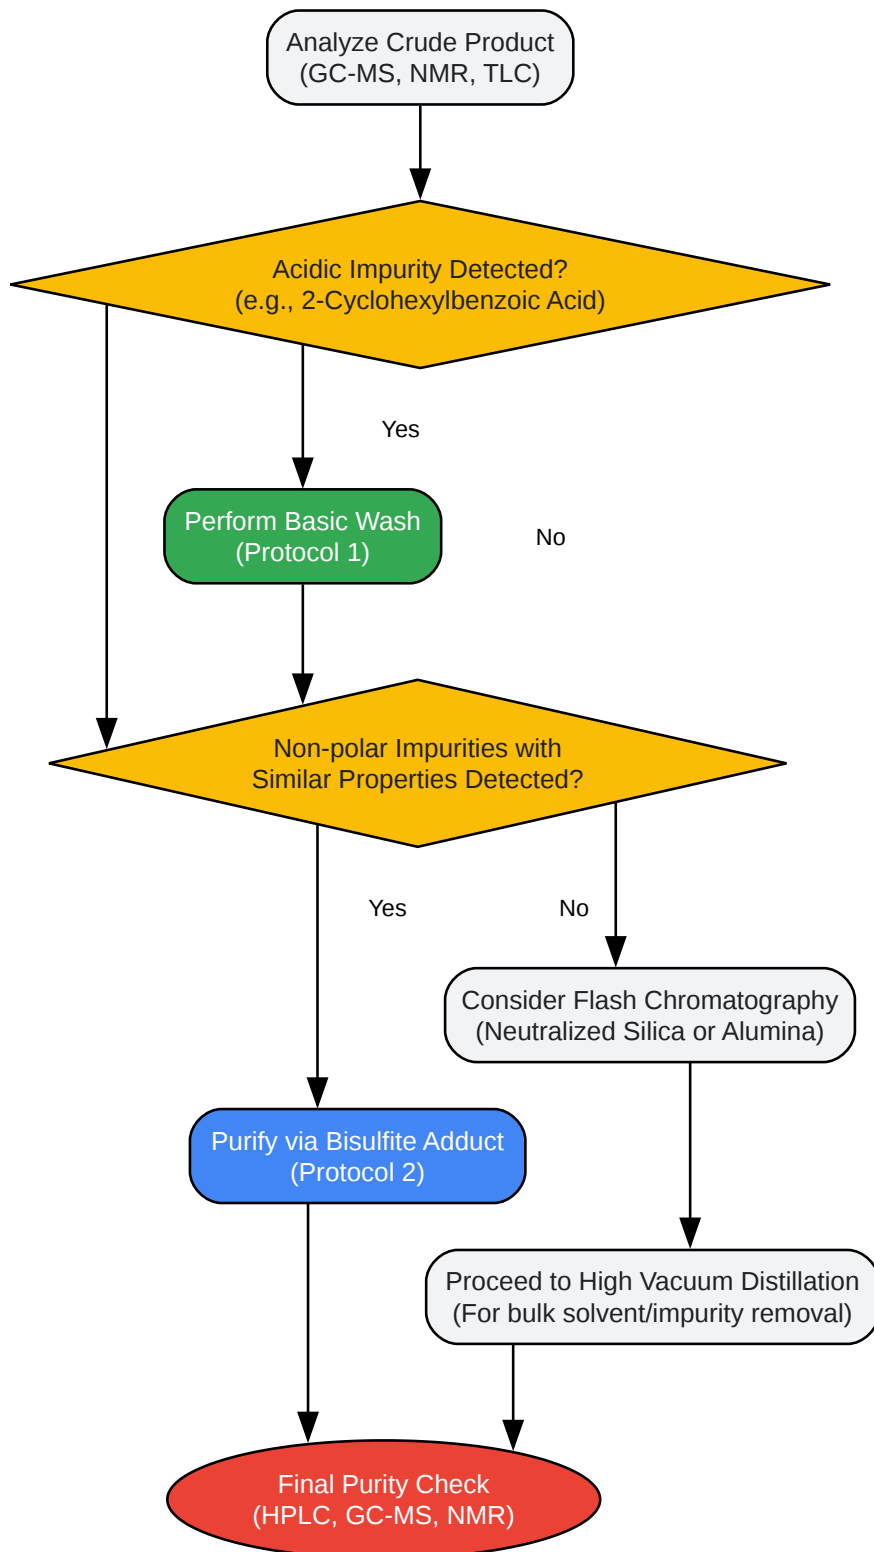 Analyze Crude Product
(GC-MS, NMR, TLC)
Acidic Impurity Detected?
(e.g., 2-Cyclohexylbenzoic Acid)
Yes
Perform Basic Wash
(Protocol 1)
No
Non-polar Impurities with
Similar Properties Detected?
Yes
No
Consider Flash Chromatography
(Neutralized Silica or Alumina)
Purify via Bisulfite Adduct
(Protocol 2)
Proceed to High Vacuum Distillation
(For bulk solvent/impurity removal)
Final Purity Check
(HPLC, GC-MS, NMR)